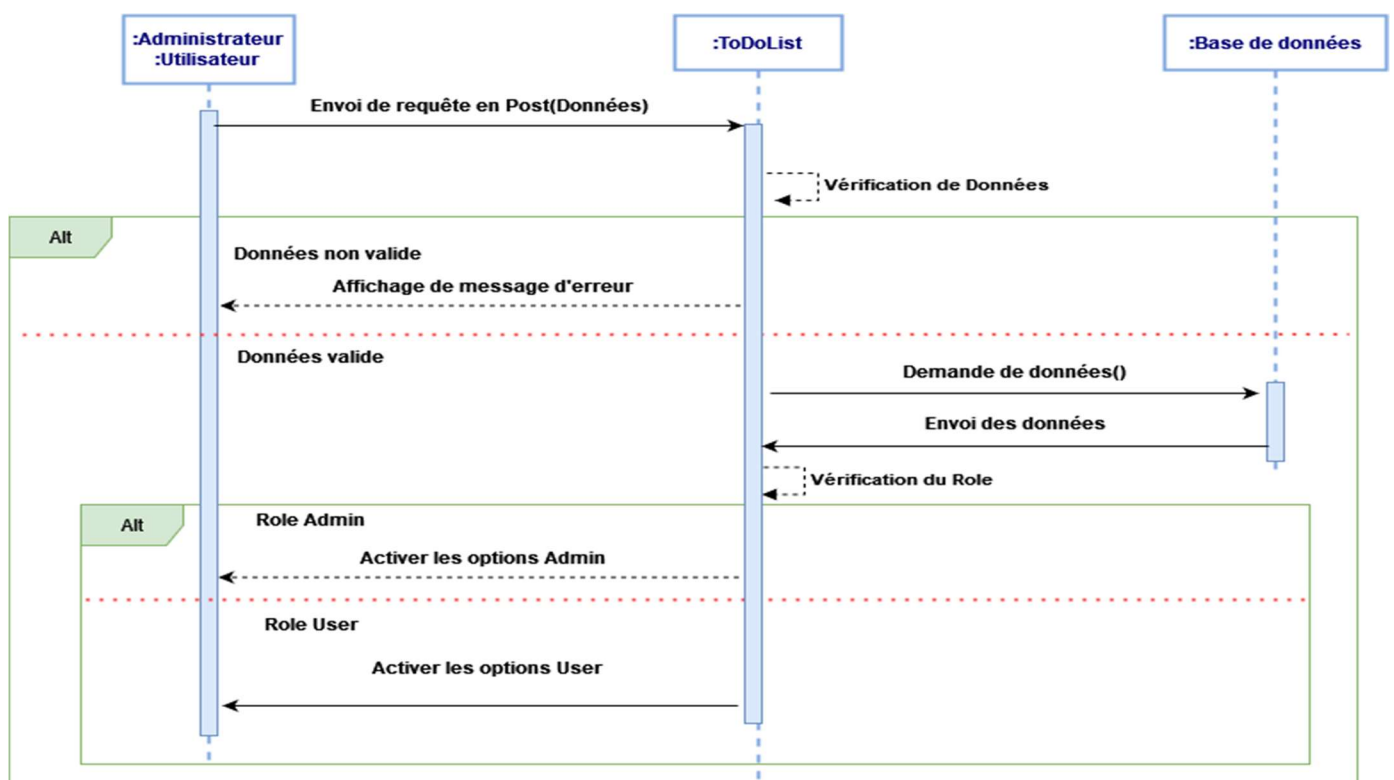 :Administrateur
:Utilisateur
:ToDoList
:Base de données
Envoi de requête en Post(Données)
Vérification de Données
Alt
Données non valide
Affichage de message d'erreur
Données valide
Demande de données()
Envoi des données
Vérification du Role
Alt
Role Admin
Activer les options Admin
Role User
Activer les options User